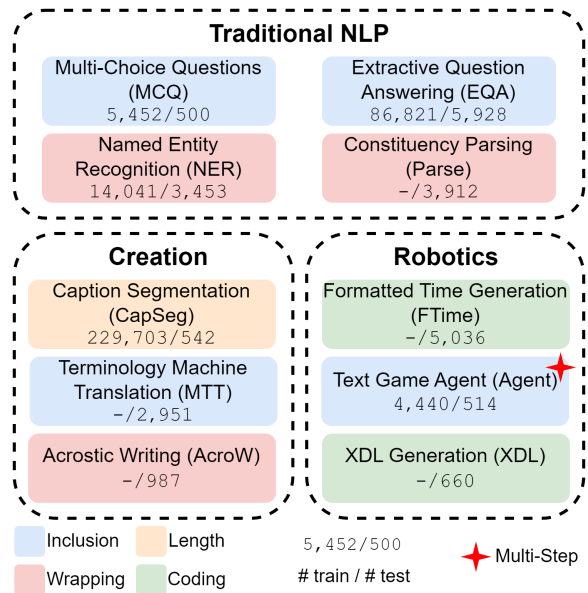 Traditional NLP
Multi-Choice Questions
(MCQ)
5,452/500
Extractive Question
Answering (EQA)
86,821/5,928
Named Entity
Recognition (NER)
14,041/3,453
Constituency Parsing
(Parse)
-/3,912
Creation
Caption Segmentation
(CapSeg)
229,703/542
Terminology Machine
Translation (MTT)
-/2,951
Acrostic Writing (AcroW)
-/987
Robotics
Formatted Time Generation
(FTime)
-/5,036
Text Game Agent (Agent)
4,440/514
XDL Generation (XDL)
-/660
Inclusion
Length
Wrapping
Coding
5,452/500
# train / # test
Multi-Step